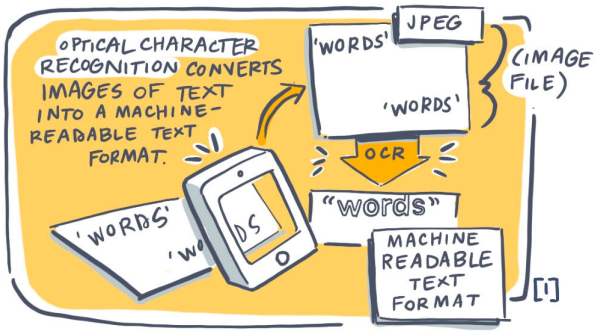 OPTICAL CHARACTER
RECOGNITION CONVERTS
IMAGES OF TEXT
INTO A MACHINE-
READABLE TEXT
FORMAT.
'WORDS'
JPEG
'WORDS'
(IMAGE
FILE)
OCR
"words"
'WORDS'
'WO
DS
MACHINE
READABLE
TEXT
FORMAT
[1]